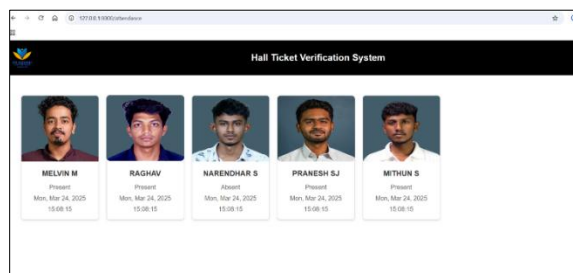 127.0.0.1:5000/attendance
Hall Ticket Verification System
MELVIN M
Present
Mon, Mar 24, 2025
15:08:15
RAGHAV
Present
Mon, Mar 24, 2025
15:08:15
NARENDHAR S
Absent
Mon, Mar 24, 2025
15:08:15
PRANESH SJ
Present
Mon, Mar 24, 2025
15:08:15
MITHUN S
Present
Mon, Mar 24, 2025
15:08:15